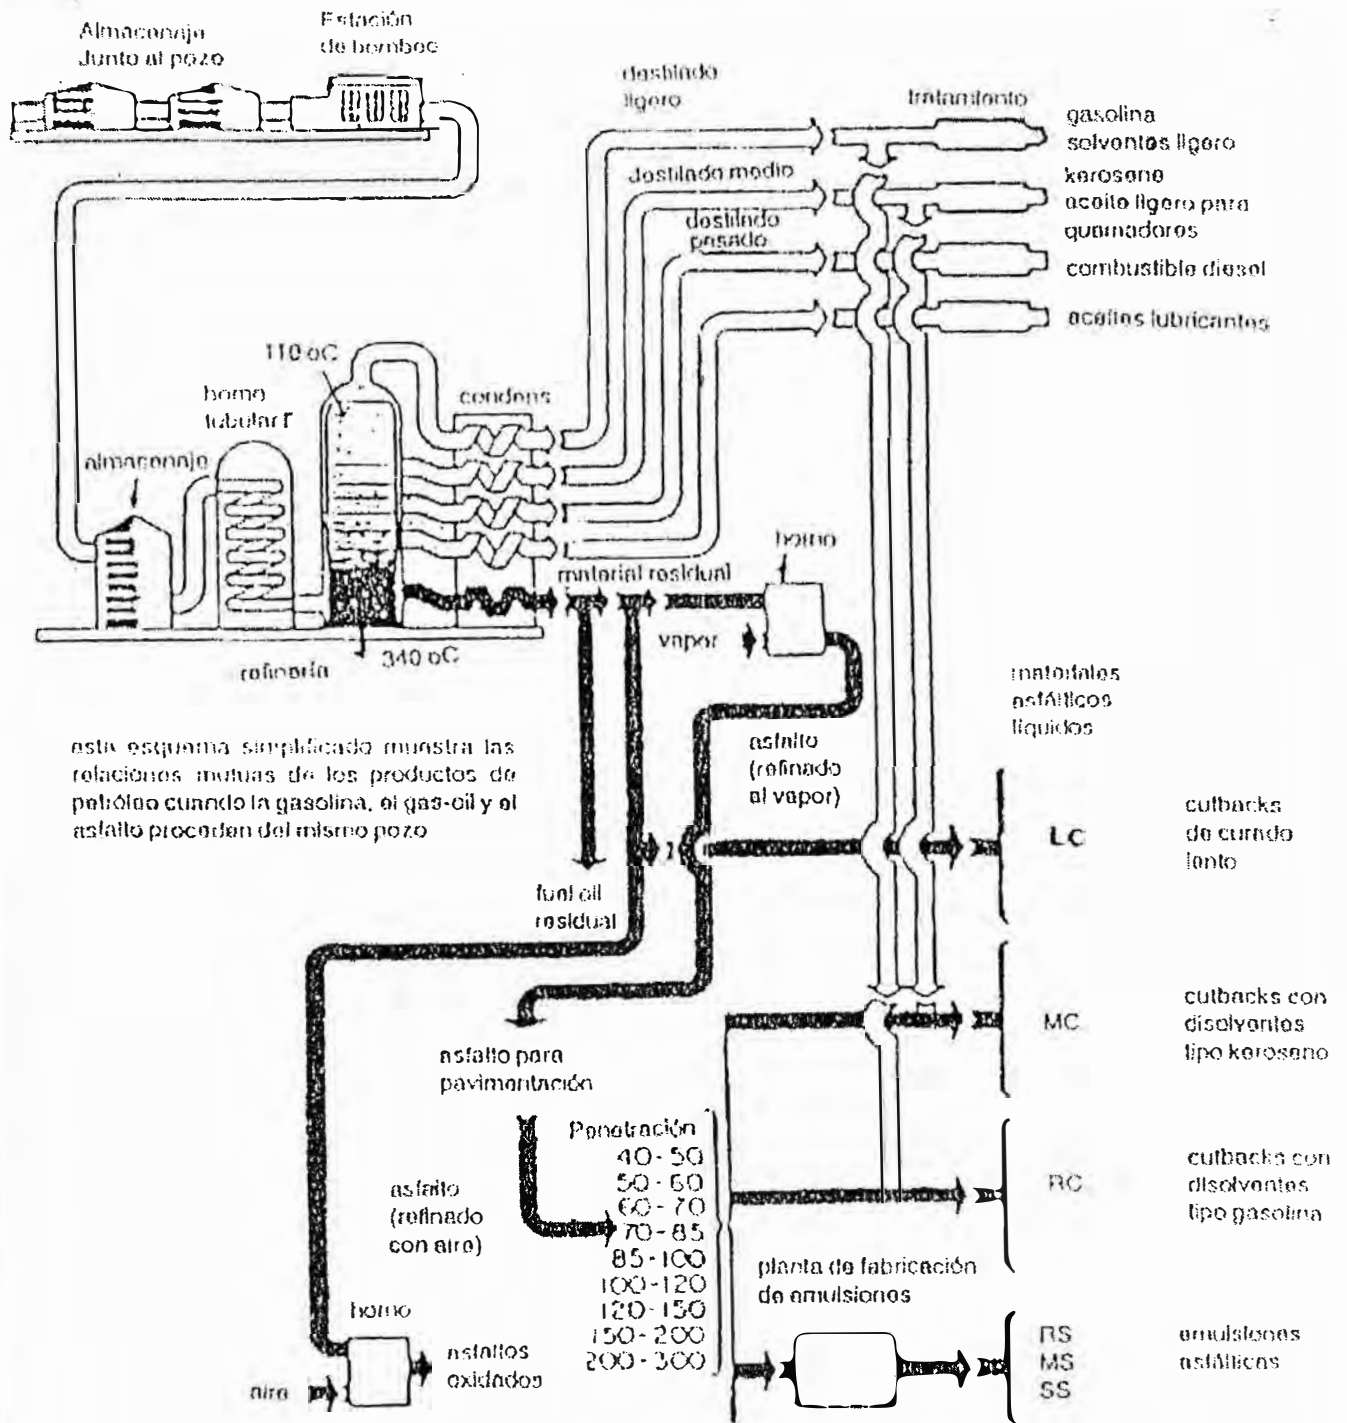 Almacenaje
Junto al pozo
Estación
de bombeo
destilado
ligero
tratamiento
gasolina
solventes ligero
destilado medio
keroseno
aceite ligero para
quemadores
destilado
pesado
combustible diesel
aceites lubricantes
110 oC
horno
tubular
condens
almacenaje
horno
material residual
vapor
refinería
340 oC
materiales
asfálticos
líquidos
este esquema simplificado muestra las
relaciones mutuas de los productos de
petróleo cuando la gasolina, el gas-oil y el
asfalto proceden del mismo pozo
asfalto
(refinado
al vapor)
LC
cutbacks
de curado
lento
fuel oil
residual
MC
cutbacks con
disolventes
tipo keroseno
asfalto para
pavimentación
Penetración
40-50
50-60
60-70
70-85
85-100
100-120
120-150
150-200
200-300
asfalto
(refinado
con aire)
RC
cutbacks con
disolventes
tipo gasolina
planta de fabricación
de emulsiones
horno
aire
asfaltos
oxidados
RS
MS
SS
emulsiones
asfálticas